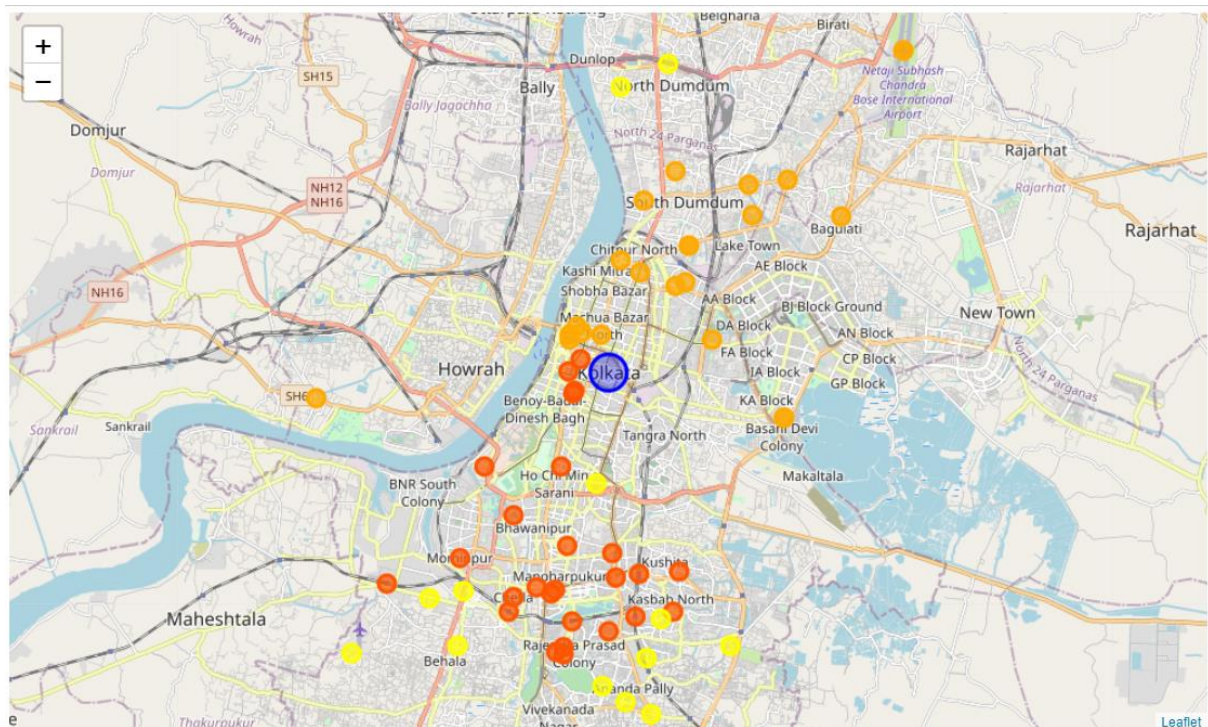 +
−
Belgharia
Birati
Dunlop
SH15
Howrah
Netaji Subhash
Chandra
Bose International
Airport
Bally
North Dumdum
Bally Jagachha
Domjur
North 24 Parganas
Rajarhat
Domjur
NH12
NH16
Rajarhat
South Dumdum
Baguiati
Rajarhat
Chitpur North
Lake Town
AE Block
Kashi Mitra
NH16
Shobha Bazar
AA Block
BJ Block Ground
New Town
Machua Bazar
DA Block
AN Block
FA Block
CP Block
Howrah
Kolkata
IA Block
GP Block
North 24 Parganas
SH6
Benoy-Badal-
Dinesh Bagh
KA Block
Sankrail
Sankrail
Tangra North
Basanti Devi
Colony
Ho Chi Minh
Sarani
Makaltala
BNR South
Colony
Bhawanipur
Mominpur
Kushtia
Manoharpukur
Kasbah North
Maheshtala
Behala
Colony
Ananda Pally
Vivekananda
Nagar
Thakurpukur
Leaflet